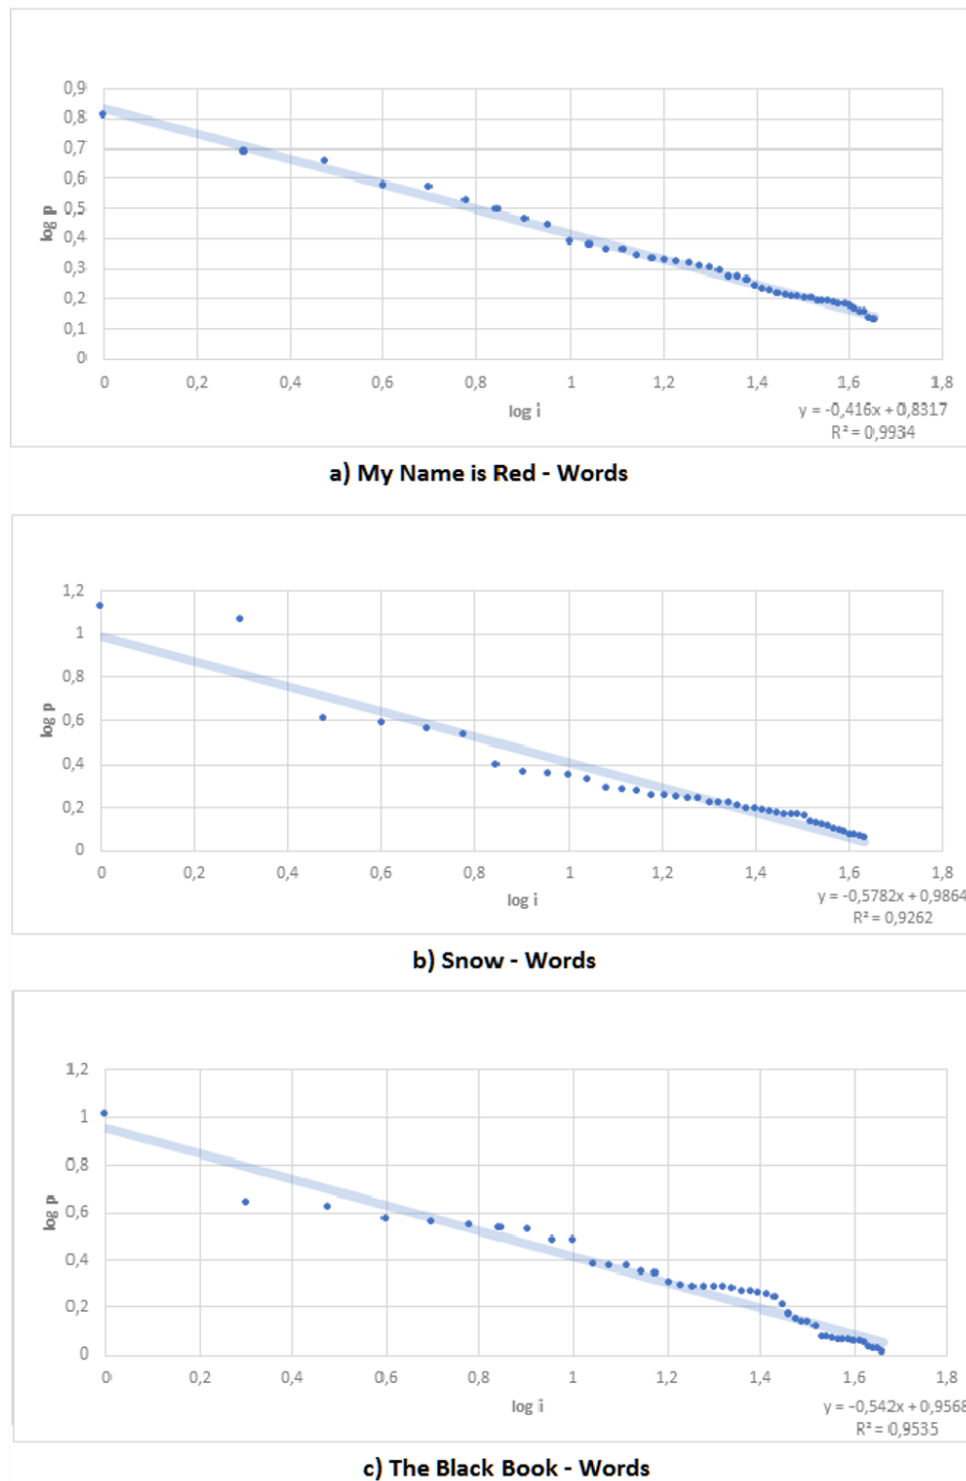 0,9
0,8
0,7
0,6
0,5
0,4
0,3
0,2
0,1
0
log p
0 0,2 0,4 0,6 0,8 1 1,2 1,4 1,6 1,8
log i
y = -0,416x + 0,8317
R² = 0,9934
a) My Name is Red - Words
1,2
1
0,8
0,6
0,4
0,2
0
log p
0 0,2 0,4 0,6 0,8 1 1,2 1,4 1,6 1,8
log i
y = -0,5782x + 0,9864
R² = 0,9262
b) Snow - Words
1,2
1
0,8
0,6
0,4
0,2
0
log p
0 0,2 0,4 0,6 0,8 1 1,2 1,4 1,6 1,8
log i
y = -0,542x + 0,9568
R² = 0,9535
c) The Black Book - Words